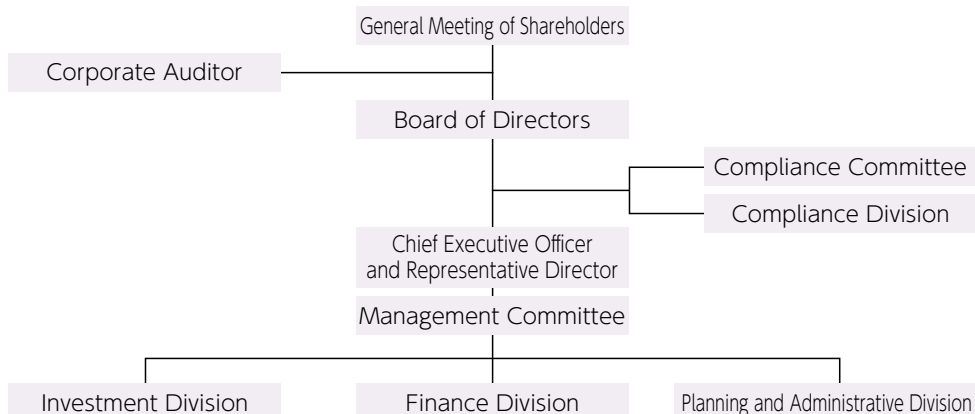 General Meeting of Shareholders
Corporate Auditor
Board of Directors
Compliance Committee
Compliance Division
Chief Executive Officer
and Representative Director
Management Committee
Investment Division
Finance Division
Planning and Administrative Division